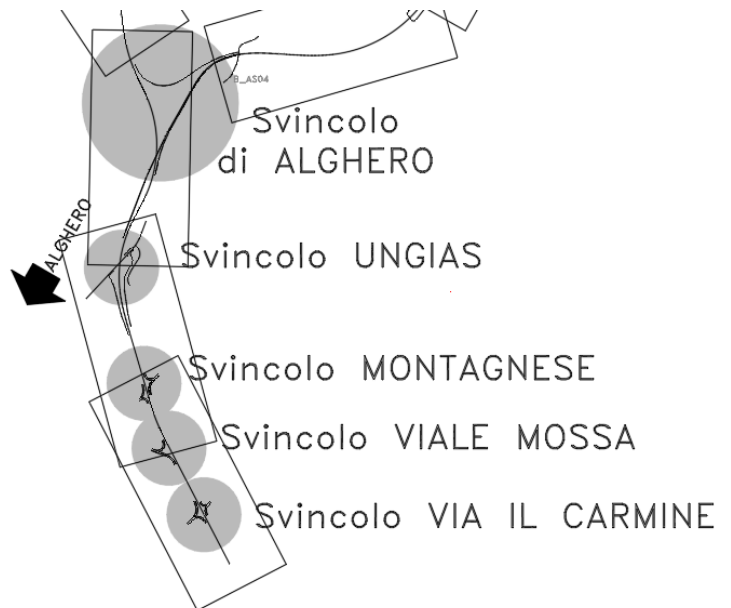 B_AS04
Svincolo
di ALGHERO
ALGHERO
Svincolo UNGIAS
Svincolo MONTAGNESE
Svincolo VIALE MOSSA
Svincolo VIA IL CARMINE